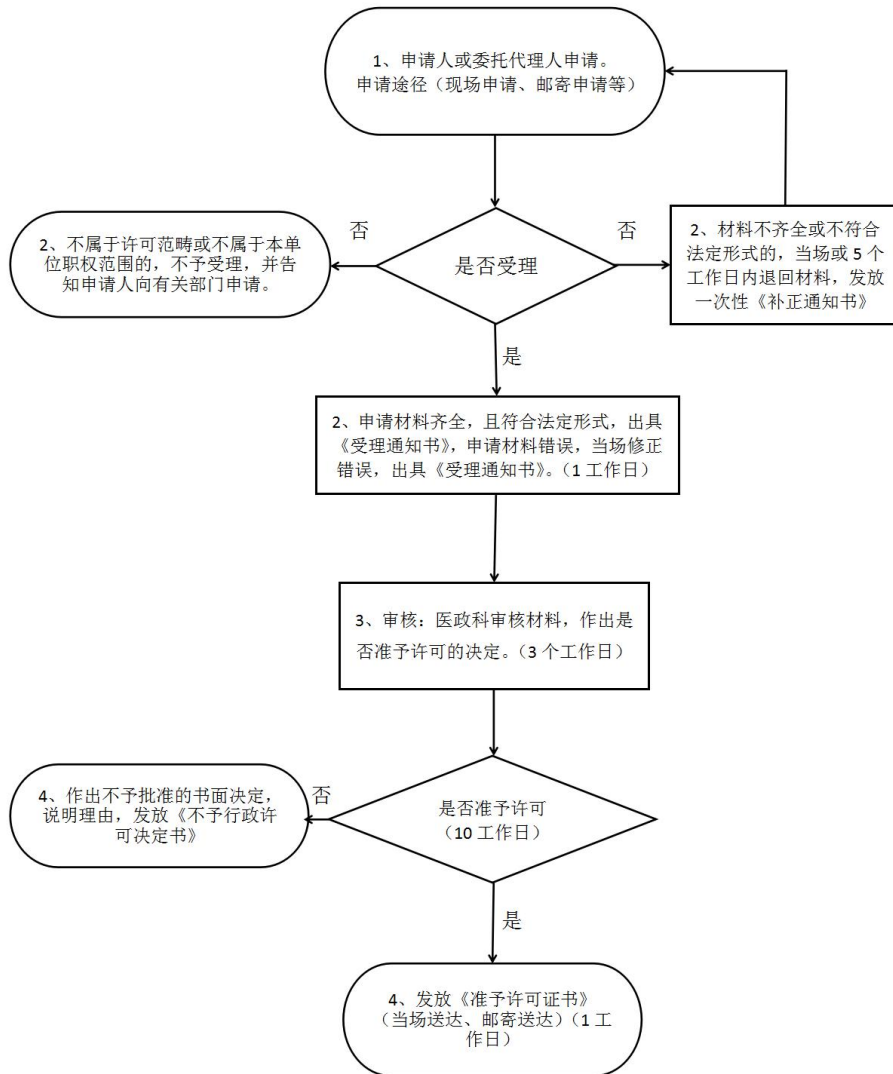 1、申请人或委托代理人申请。
申请途径（现场申请、邮寄申请等）
否
2、不属于许可范畴或不属于本单
位职权范围的，不予受理，并告
知申请人向有关部门申请。
是否受理
否
2、材料不齐全或不符合
法定形式的，当场或 5 个
工作日内退回材料，发放
一次性《补正通知书》
是
2、申请材料齐全，且符合法定形式，出具
《受理通知书》，申请材料错误，当场修正
错误，出具《受理通知书》。（1 工作日）
3、审核：医政科审核材料，作出是
否准予许可的决定。（3 个工作日）
否
4、作出不予批准的书面决定，
说明理由，发放《不予行政许
可决定书》
是否准予许可
（10 工作日）
是
4、发放《准予许可证书》
（当场送达、邮寄送达）（1 工
作日）